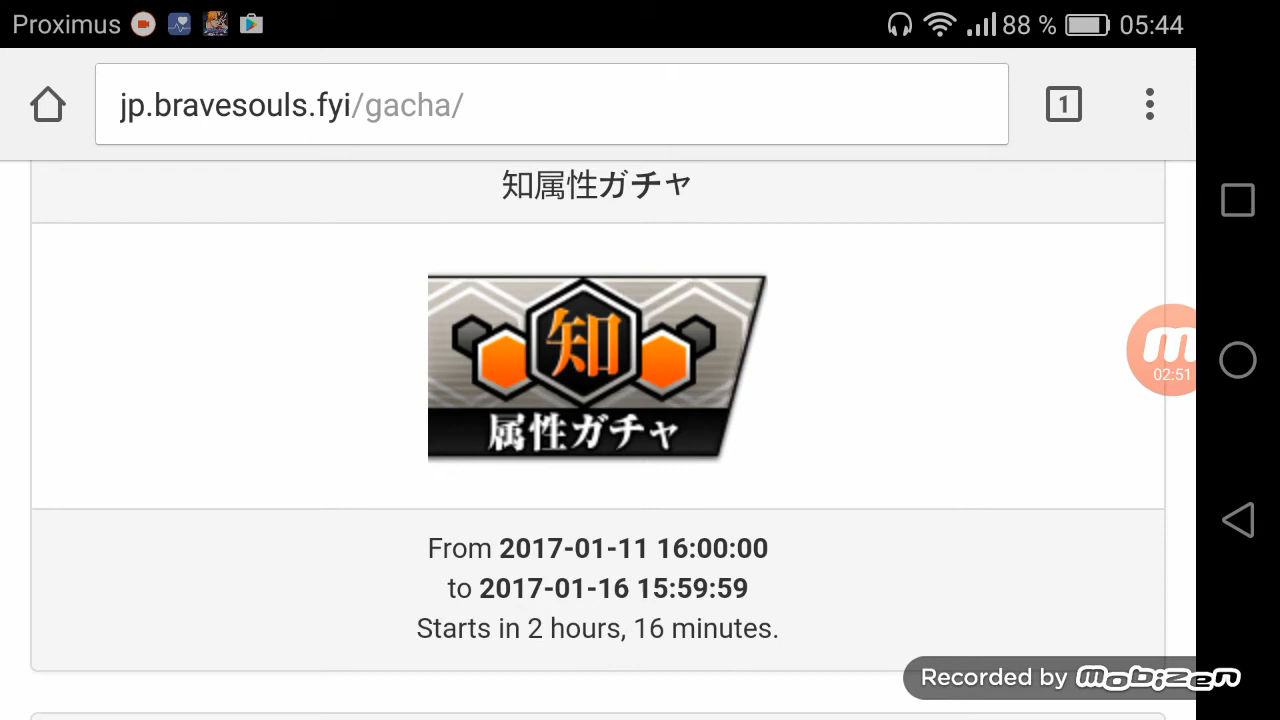 Proximus 88 % 05:44
jp.bravesouls.fyi/gacha/
1
知属性ガチャ
知
属性ガチャ
02:51
From 2017-01-11 16:00:00
to 2017-01-16 15:59:59
Starts in 2 hours, 16 minutes.
Recorded by mobizen